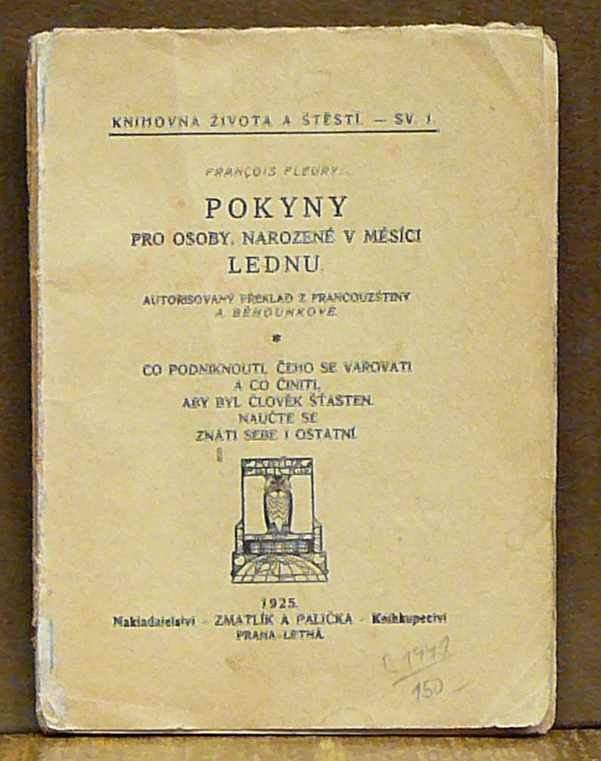 KNIHOVNA ŽIVOTA A ŠTĚSTÍ. — SV. I.
FRANÇOIS FLEURY:
POKYNY
PRO OSOBY, NAROZENÉ V MĚSÍCI
LEDNU.
AUTORISOVANÝ PŘEKLAD Z FRANCOUZŠTINY
A. BĚHOUNKOVÉ.
*
CO PODNIKNOUTI, ČEHO SE VAROVATI
A CO ČINITI,
ABY BYL ČLOVĚK ŠŤASTEN.
NAUČTE SE
ZNÁTI SEBE I OSTATNÍ.
1925.
Nakladatelství - ZMATLÍK A PALIČKA - Knihkupectví
PRAHA-LETNÁ.
150 -